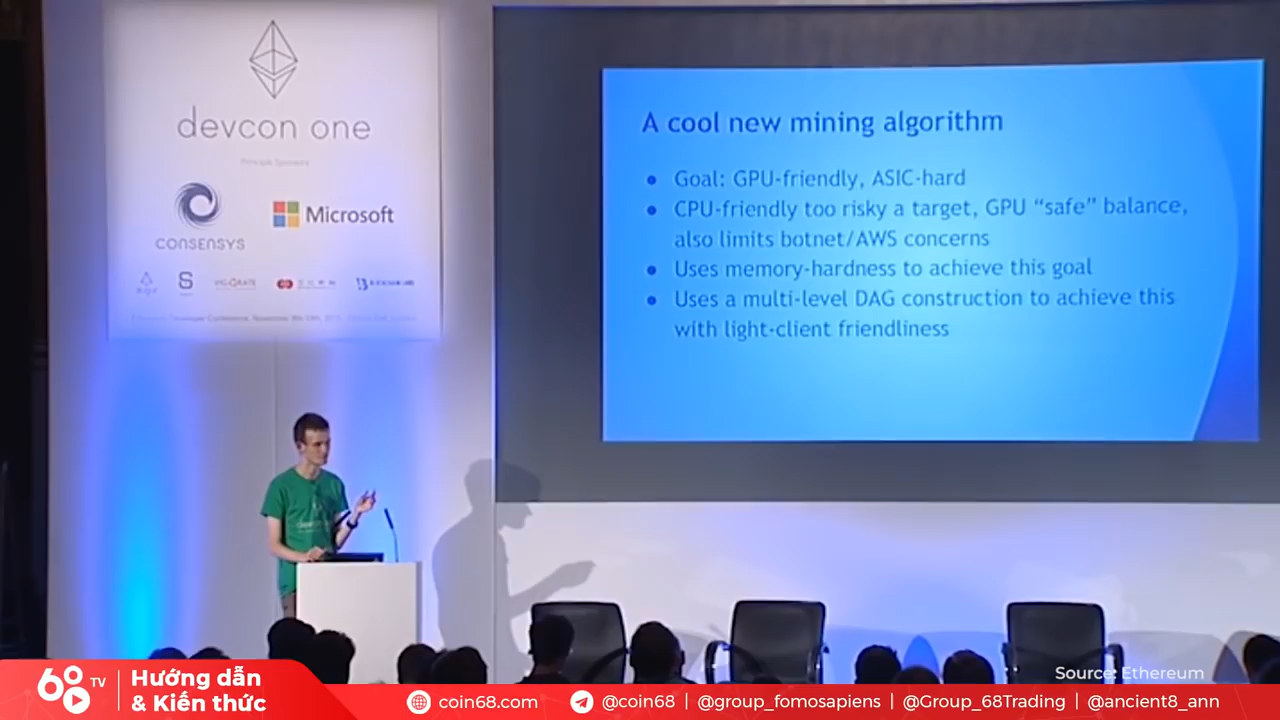 devcon one
Principle Sponsors
CONSENSYS
Microsoft
A cool new mining algorithm
• Goal: GPU-friendly, ASIC-hard
• CPU-friendly too risky a target, GPU “safe” balance,
also limits botnet/AWS concerns
• Uses memory-hardness to achieve this goal
• Uses a multi-level DAG construction to achieve this
with light-client friendliness
Source: Ethereum
68 TV
Hướng dẫn
& Kiến thức
coin68.com
@coin68 | @group_fomosapiens | @Group_68Trading | @ancient8_ann